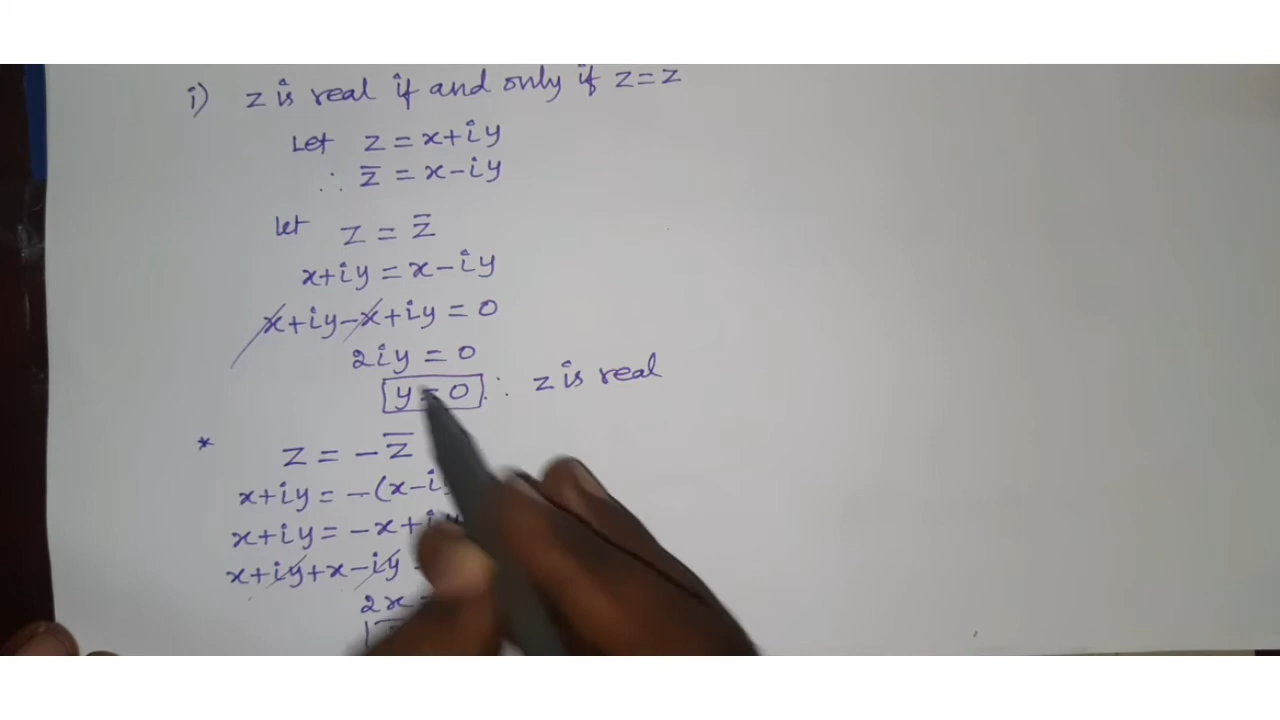 i) z is real if and only if z = z
Let z = x+iy
∴ z̅ = x-iy
let z = z̅
x+iy = x-iy
x+iy-x+iy = 0
2iy = 0
y = 0 ∴ z is real
* z = -z̅
x+iy = -(x-i
x+iy = -x+iy
x+iy+x-iy
2x =